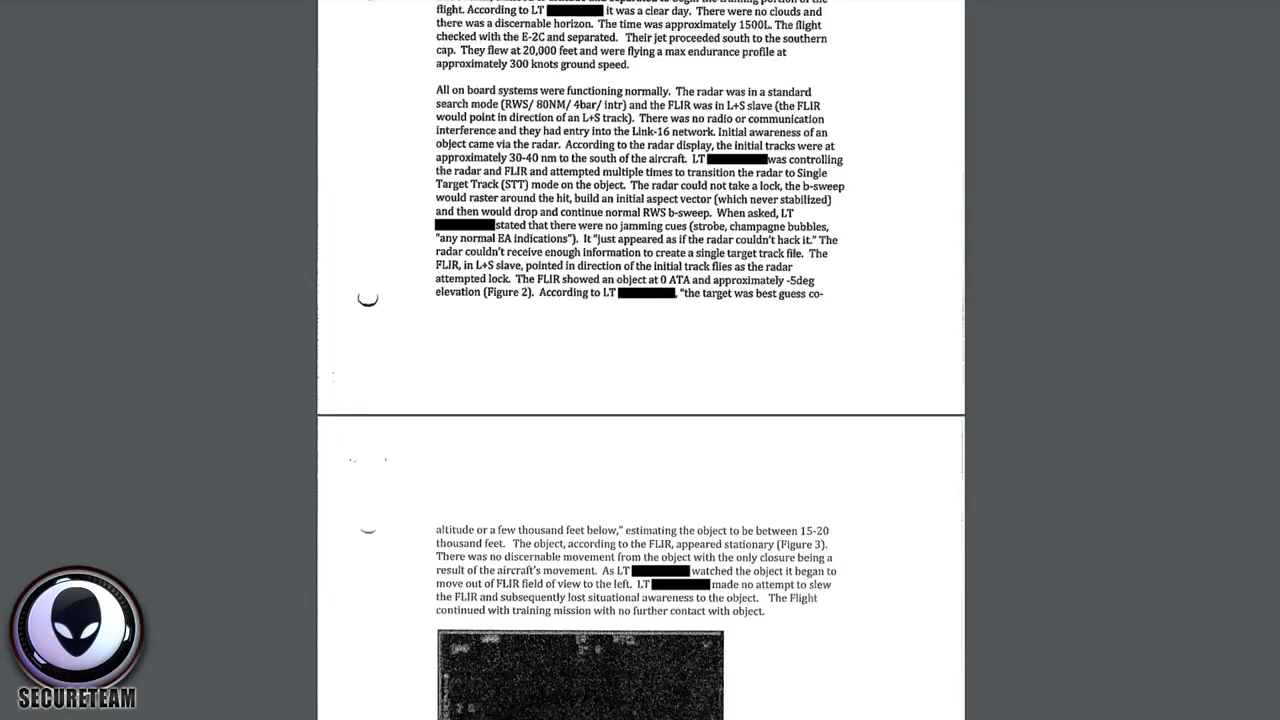 flight. According to LT it was a clear day. There were no clouds and
there was a discernable horizon. The time was approximately 1500L. The flight
checked with the E-2C and separated. Their jet proceeded south to the southern
cap. They flew at 20,000 feet and were flying a max endurance profile at
approximately 300 knots ground speed.
All on board systems were functioning normally. The radar was in a standard
search mode (RWS/ 80NM/ 4bar/ intr) and the FLIR was in L+S slave (the FLIR
would point in direction of an L+S track). There was no radio or communication
interference and they had entry into the Link-16 network. Initial awareness of an
object came via the radar. According to the radar display, the initial tracks were at
approximately 30-40 nm to the south of the aircraft. LT was controlling
the radar and FLIR and attempted multiple times to transition the radar to Single
Target Track (STT) mode on the object. The radar could not take a lock, the b-sweep
would raster around the hit, build an initial aspect vector (which never stabilized)
and then would drop and continue normal RWS b-sweep. When asked, LT
stated that there were no jamming cues (strobe, champagne bubbles,
"any normal EA indications"). It "just appeared as if the radar couldn't hack it." The
radar couldn't receive enough information to create a single target track file. The
FLIR, in L+S slave, pointed in direction of the initial track flies as the radar
attempted lock. The FLIR showed an object at 0 ATA and approximately -5deg
elevation (Figure 2). According to LT , "the target was best guess co-
altitude or a few thousand feet below," estimating the object to be between 15-20
thousand feet. The object, according to the FLIR, appeared stationary (Figure 3).
There was no discernable movement from the object with the only closure being a
result of the aircraft's movement. As LT watched the object it began to
move out of FLIR field of view to the left. LT made no attempt to slew
the FLIR and subsequently lost situational awareness to the object. The Flight
continued with training mission with no further contact with object.
SECURETEAM